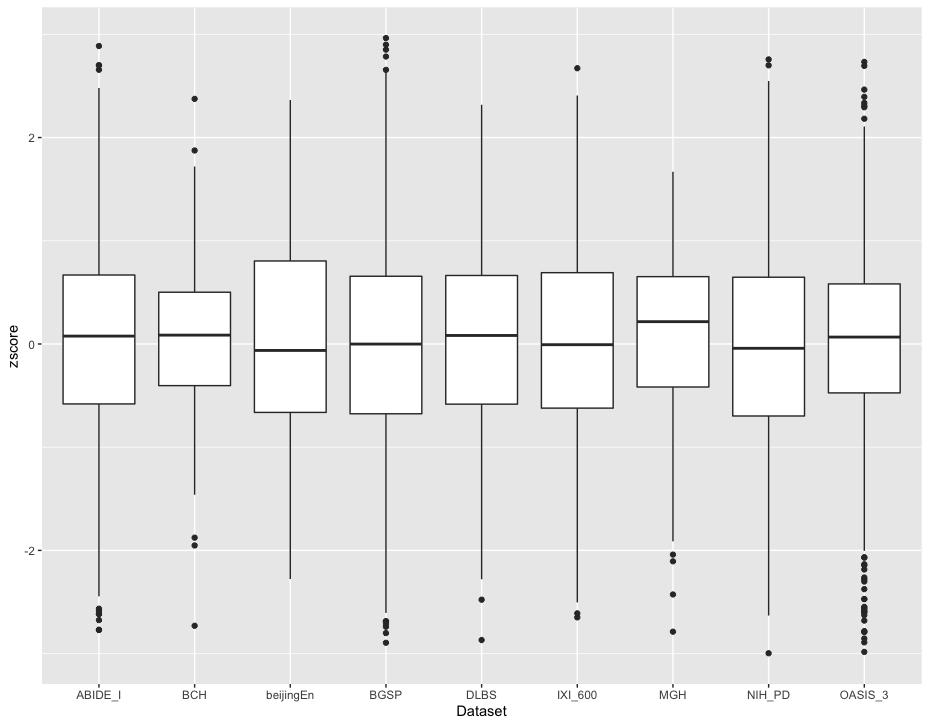 zscore
2
0
-2
ABIDE_I BCH beijingEn BGSP DLBS IXI_600 MGH NIH_PD OASIS_3
Dataset